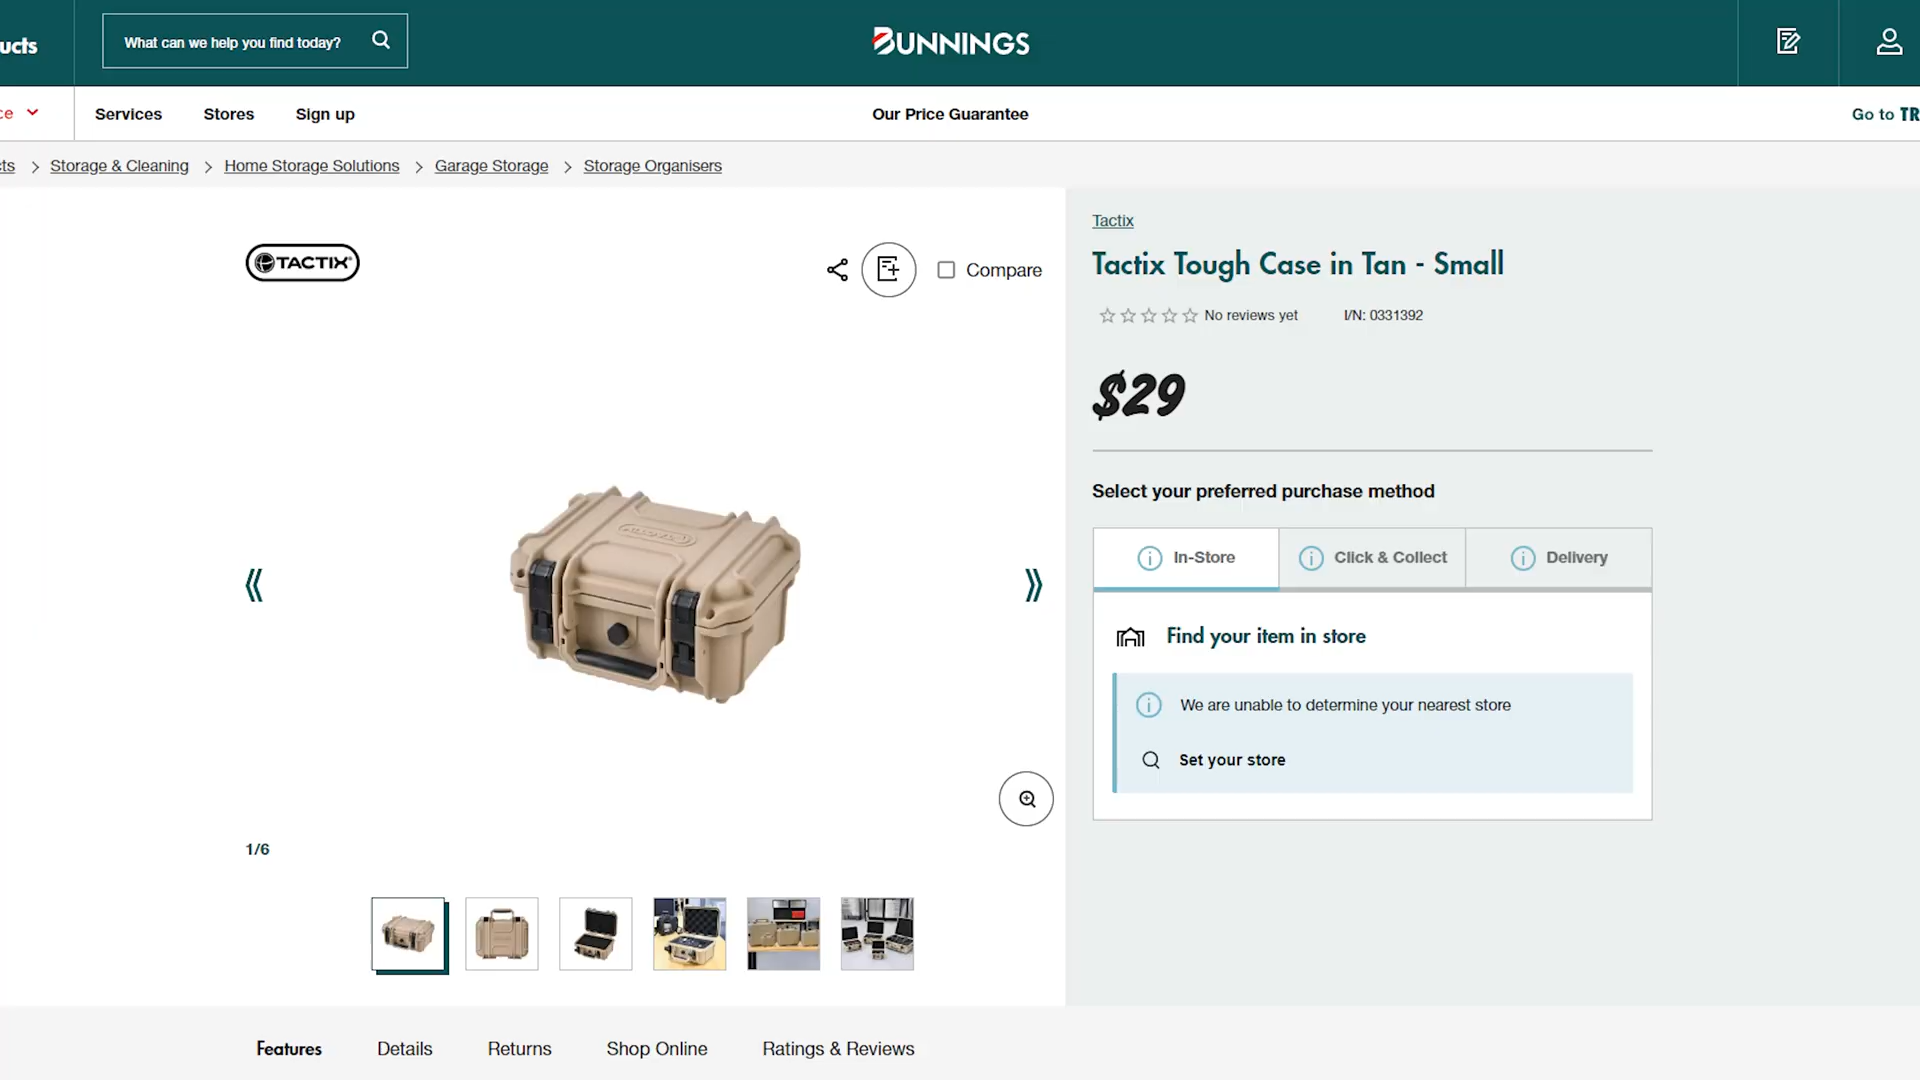 ucts
What can we help you find today?
BUNNINGS
ce
Services
Stores
Sign up
Our Price Guarantee
Go to TR
ts
Storage & Cleaning
Home Storage Solutions
Garage Storage
Storage Organisers
TACTIX
Compare
Tactix
Tactix Tough Case in Tan - Small
No reviews yet
I/N: 0331392
$29
Select your preferred purchase method
In-Store
Click & Collect
Delivery
Find your item in store
We are unable to determine your nearest store
Set your store
1/6
Features
Details
Returns
Shop Online
Ratings & Reviews